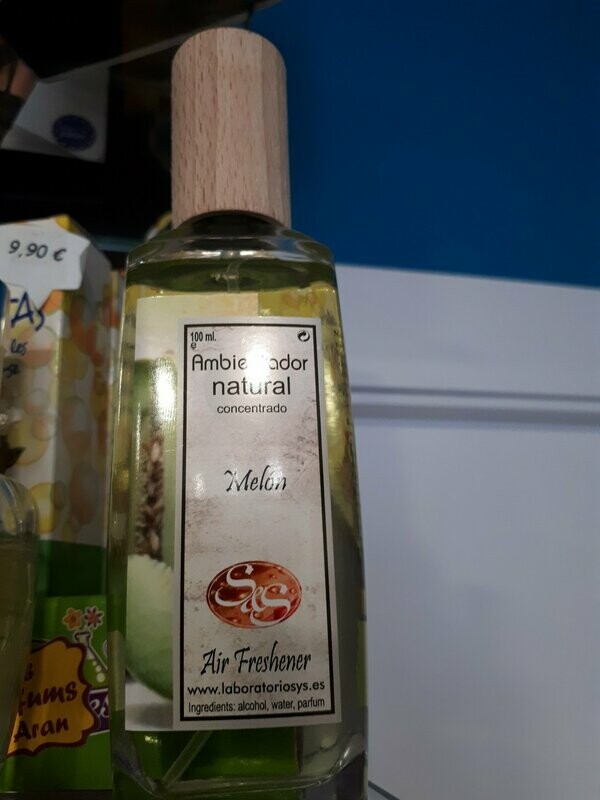 9,90 €
100 ml.
e
Ambientador
natural
concentrado
Melón
S&S
Air Freshener
www.laboratoriosys.es
Ingredients: alcohol, water, parfum
Aran